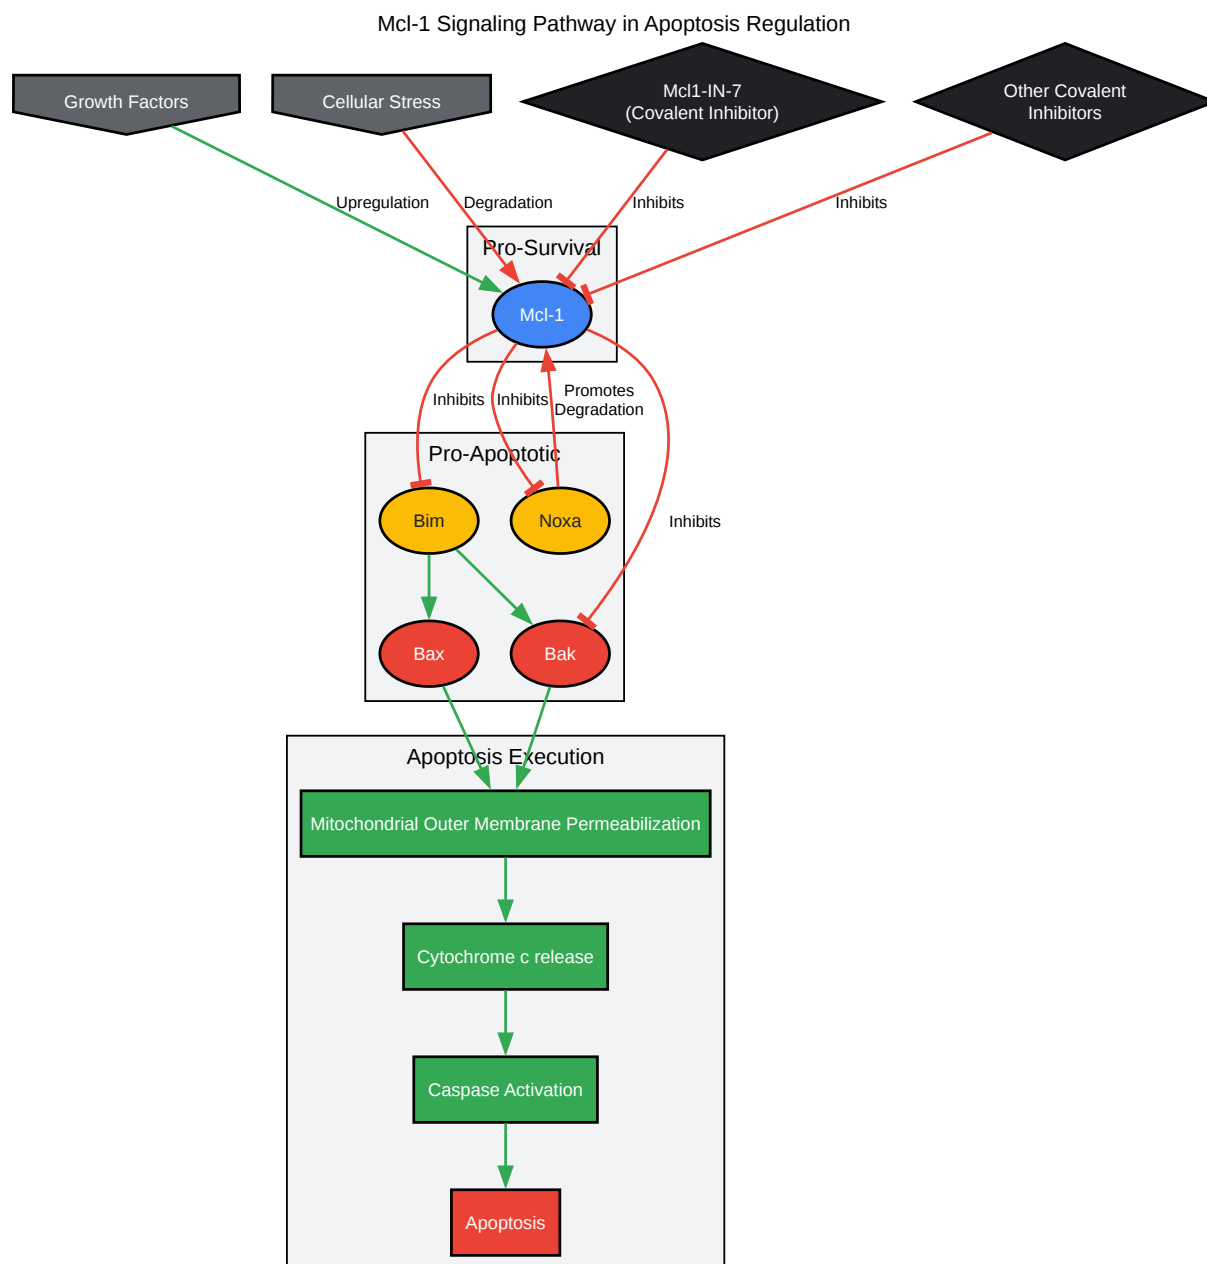 Mcl-1 Signaling Pathway in Apoptosis Regulation
Growth Factors
Cellular Stress
Mcl1-IN-7
(Covalent Inhibitor)
Other Covalent
Inhibitors
Upregulation
Degradation
Inhibits
Inhibits
Pro-Survival
Mcl-1
Inhibits
Inhibits
Promotes
Degradation
Pro-Apoptotic
Bim
Noxa
Inhibits
Bax
Bak
Apoptosis Execution
Mitochondrial Outer Membrane Permeabilization
Cytochrome c release
Caspase Activation
Apoptosis